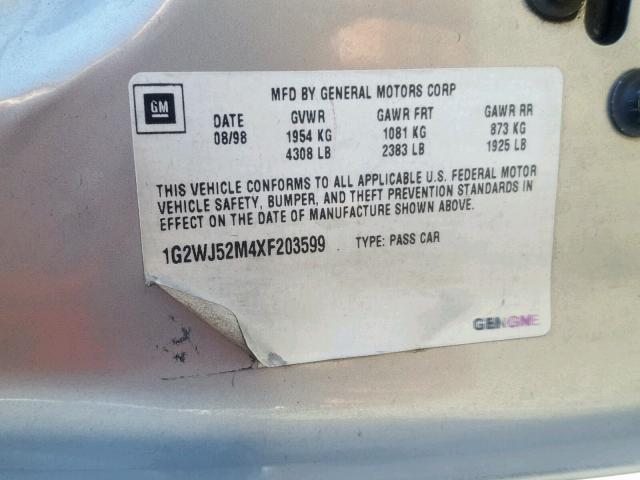 GM
MFD BY GENERAL MOTORS CORP
DATE GVWR GAWR FRT GAWR RR
08/98 1954 KG 1081 KG 873 KG
4308 LB 2383 LB 1925 LB
THIS VEHICLE CONFORMS TO ALL APPLICABLE U.S. FEDERAL MOTOR
VEHICLE SAFETY, BUMPER, AND THEFT PREVENTION STANDARDS IN
EFFECT ON THE DATE OF MANUFACTURE SHOWN ABOVE.
1G2WJ52M4XF203599 TYPE: PASS CAR
GENGNE